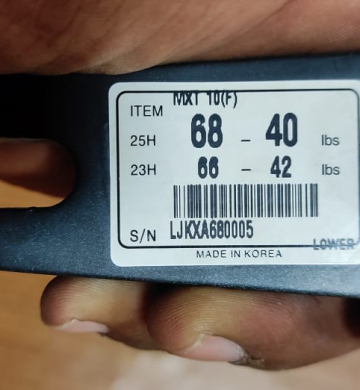 ITEM MXT 10(F)
25H 68 - 40 lbs
23H 66 - 42 lbs
S/N LJKXA680005
LOWER
MADE IN KOREA